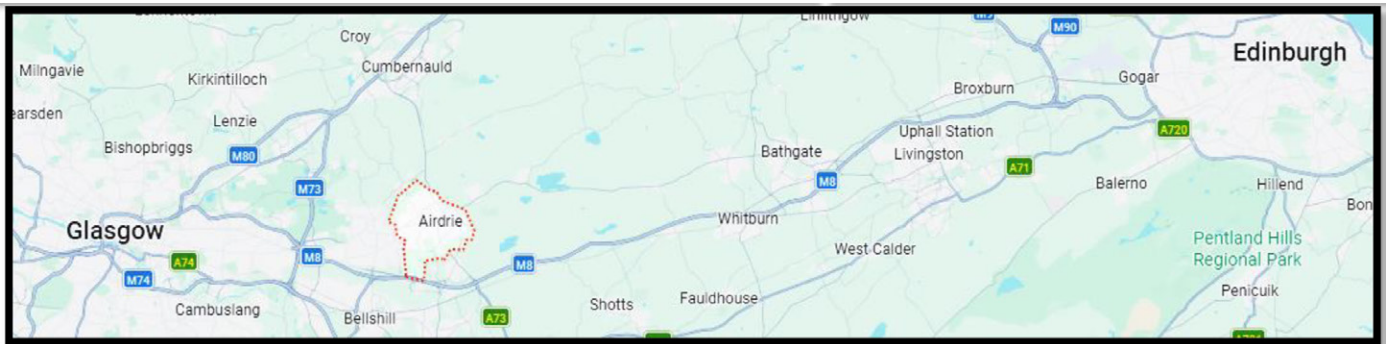 Linlithgow
M9
M90
Croy
Edinburgh
Milngavie
Kirkintilloch
Cumbernauld
Gogar
Broxburn
earsden
Lenzie
Bishopbriggs
M80
Bathgate
Uphall Station
A720
Livingston
A71
M8
M73
Balerno
Hillend
Airdrie
Whitburn
Bon
Glasgow
A74
M8
M8
West Calder
Pentland Hills
Regional Park
M74
Cambuslang
Bellshill
A73
Shotts
Fauldhouse
Penicuik